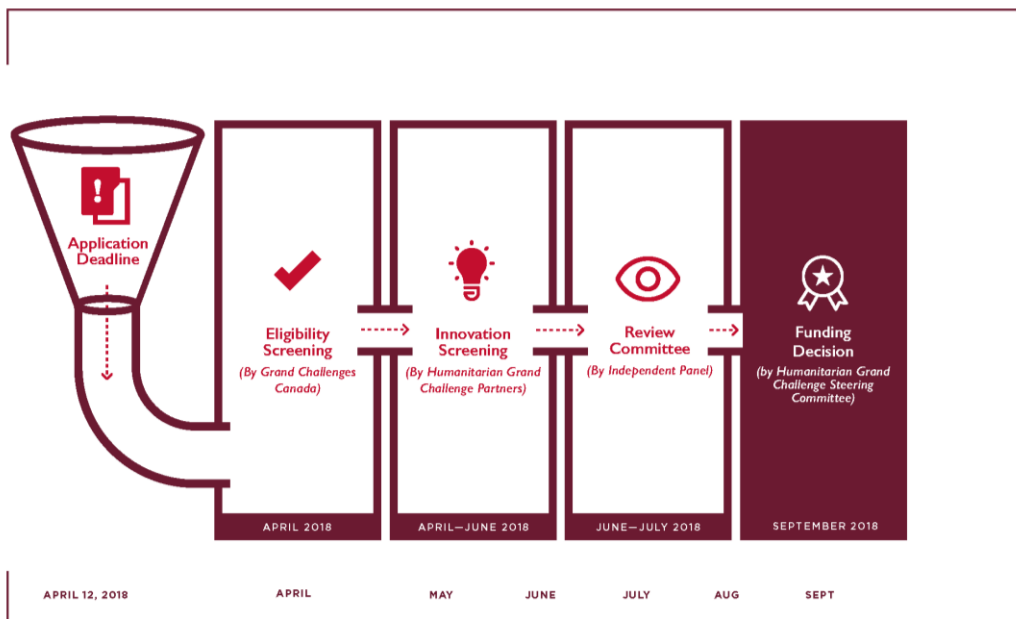 !
Application
Deadline
Eligibility
Screening
(By Grand Challenges
Canada)
APRIL 2018
Innovation
Screening
(By Humanitarian Grand
Challenge Partners)
APRIL—JUNE 2018
Review
Committee
(By Independent Panel)
JUNE—JULY 2018
Funding
Decision
(by Humanitarian Grand
Challenge Steering
Committee)
SEPTEMBER 2018
APRIL 12, 2018
APRIL
MAY
JUNE
JULY
AUG
SEPT